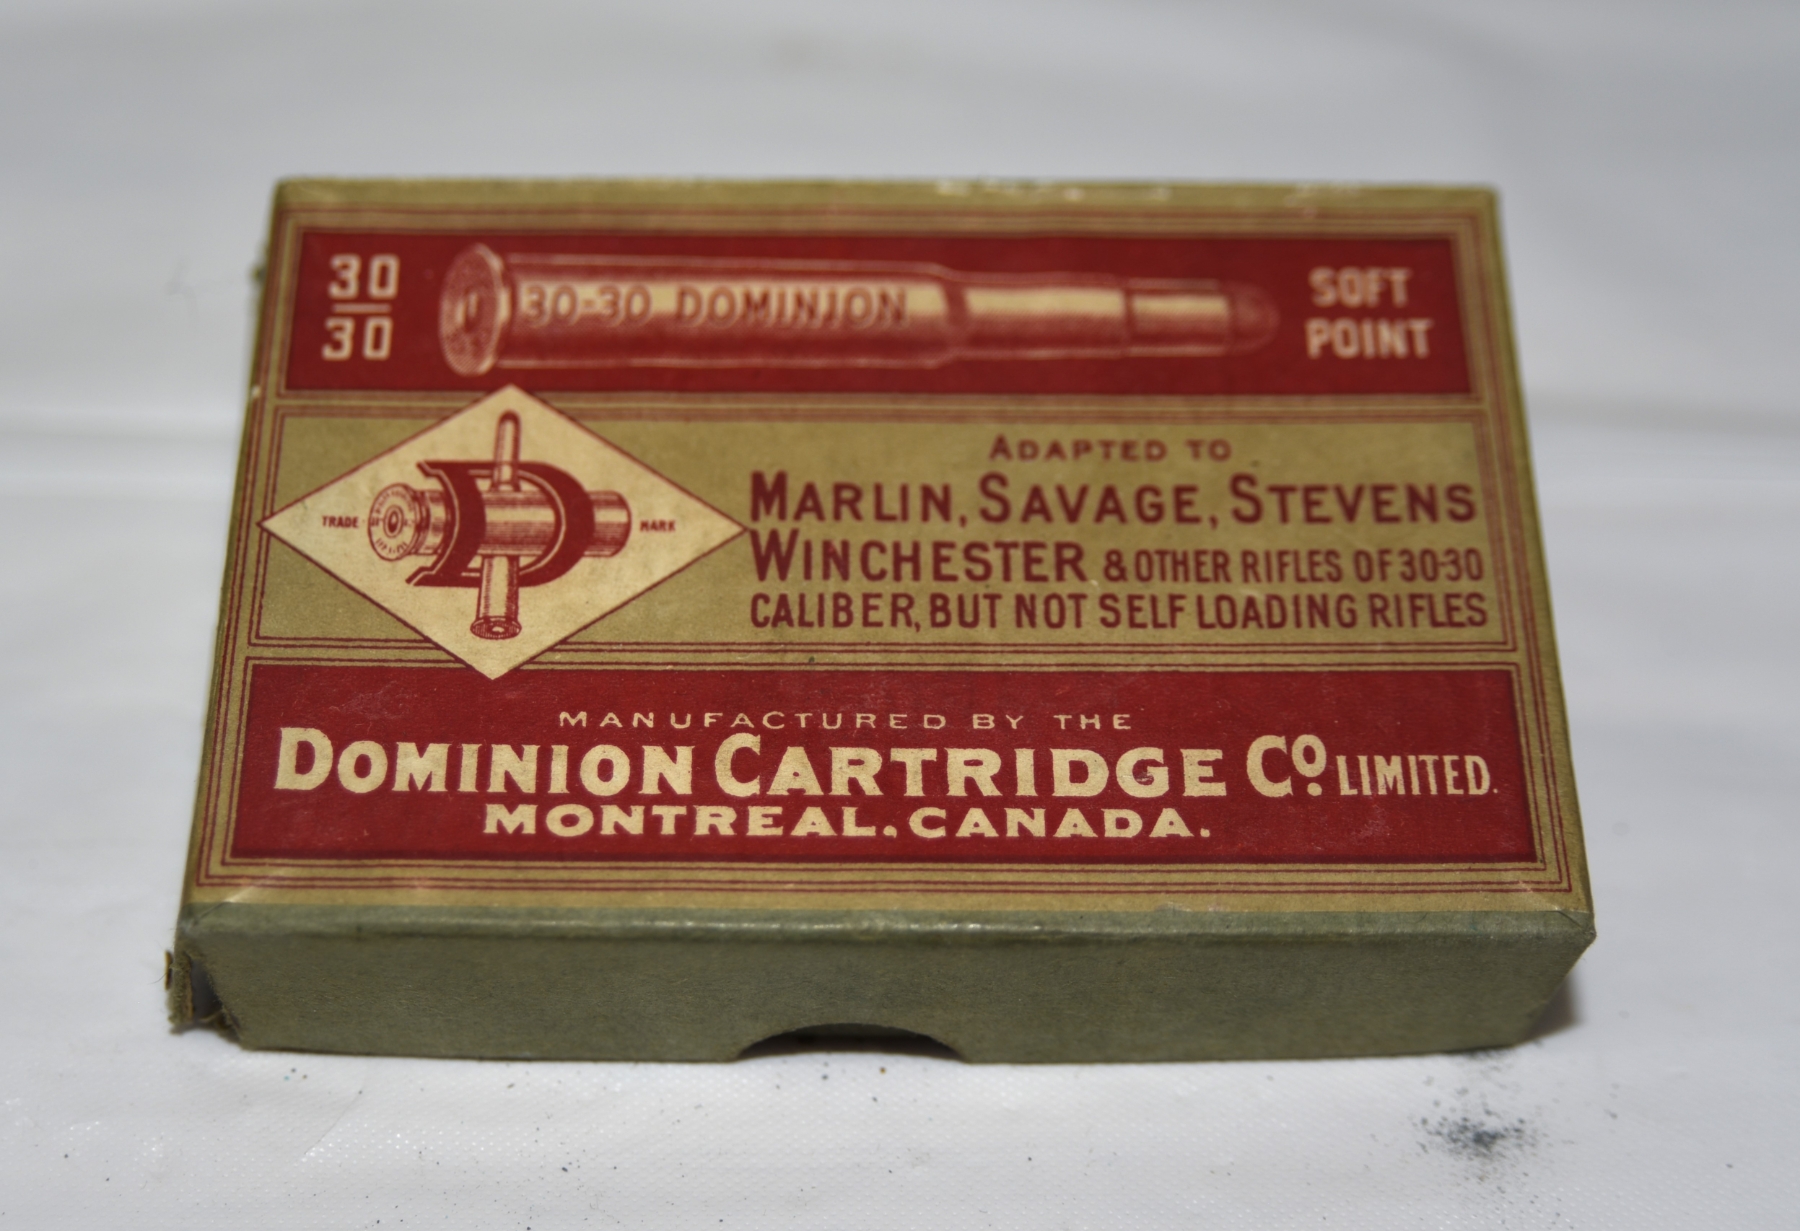 30
30
30-30 DOMINION
SOFT
POINT
TRADE MARK
D
ADAPTED TO
MARLIN, SAVAGE, STEVENS
WINCHESTER & OTHER RIFLES OF 30-30
CALIBER, BUT NOT SELF LOADING RIFLES
MANUFACTURED BY THE
DOMINION CARTRIDGE Co. LIMITED.
MONTREAL. CANADA.